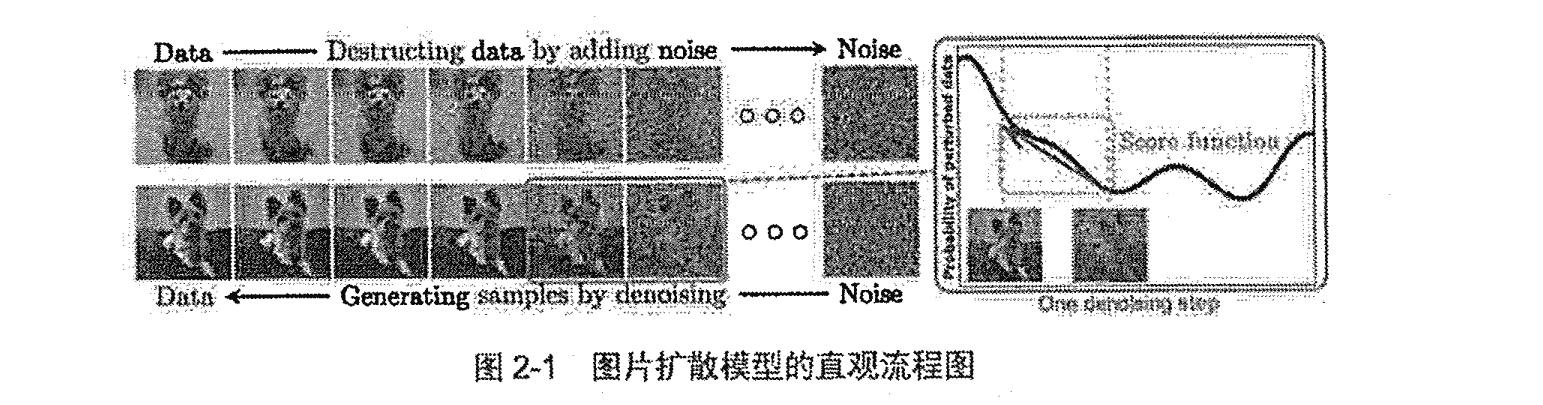 Data Destructing data by adding noise Noise
Probability of perturbed data
Score function
Data Generating samples by denoising Noise
One denoising step
图 2-1 图片扩散模型的直观流程图